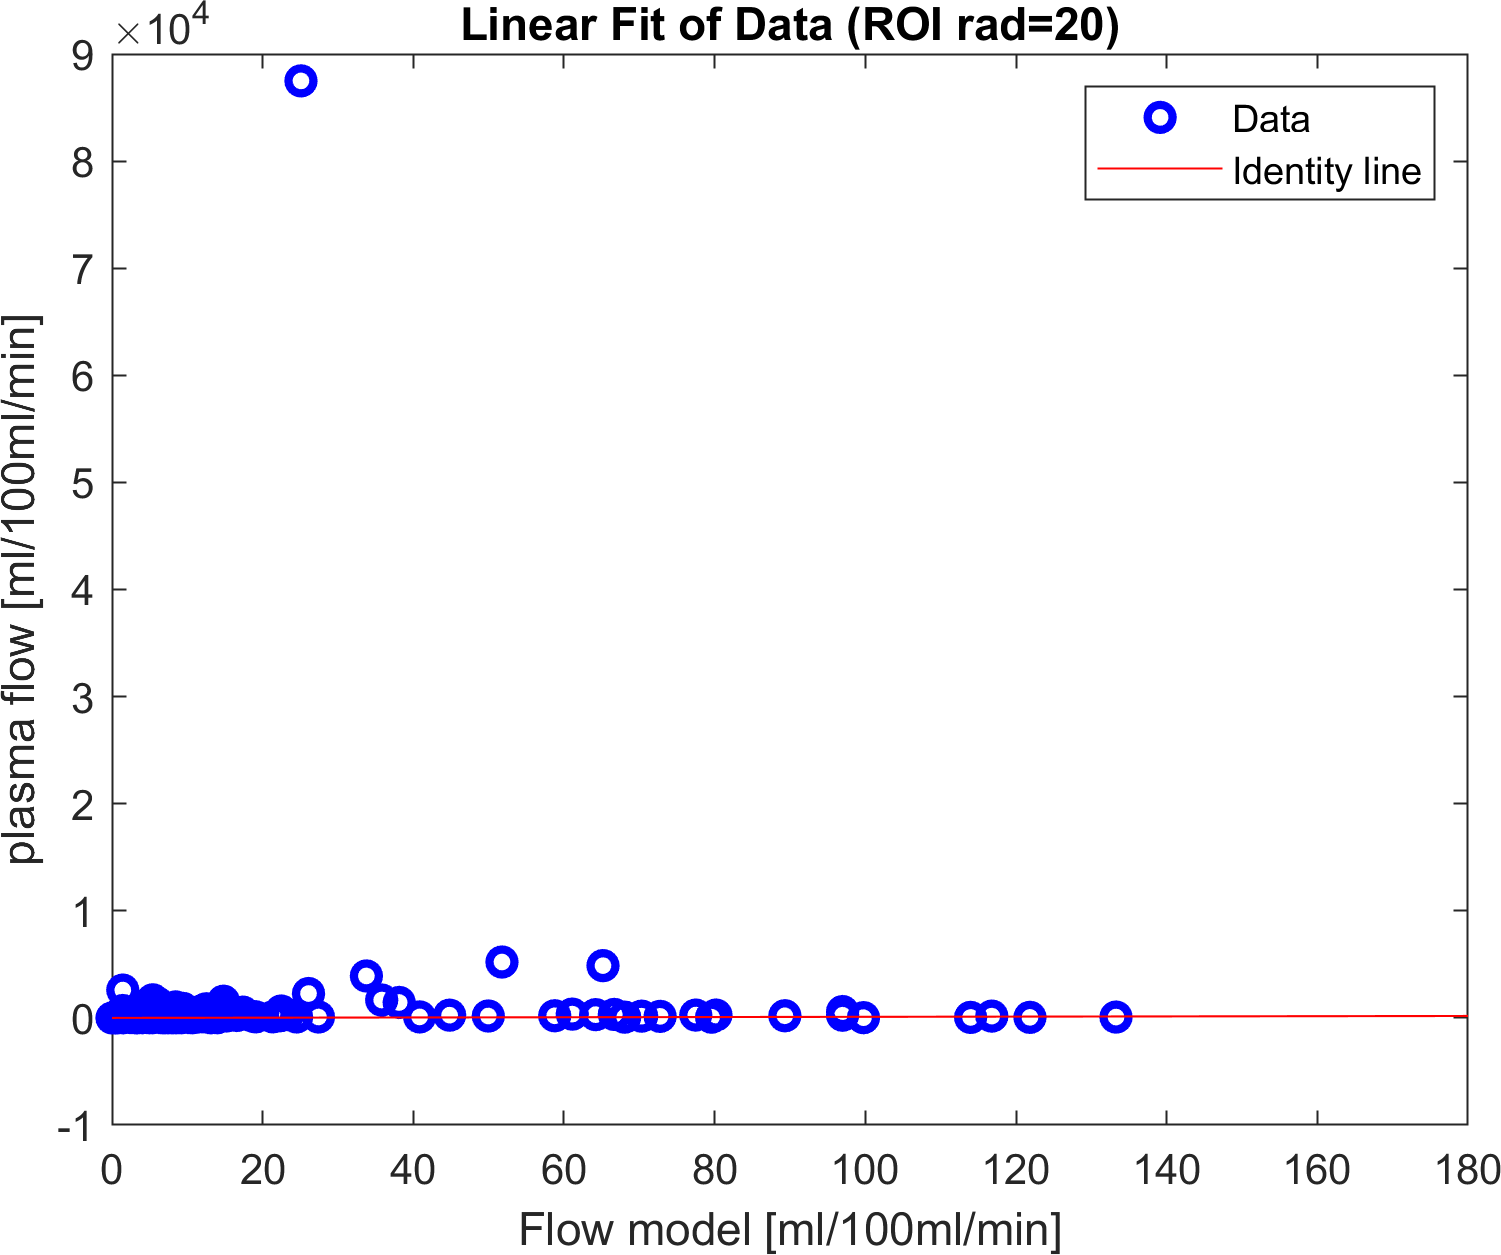 Linear Fit of Data (ROI rad=20)
×10⁴
9
8
7
6
5
4
3
2
1
0
-1
plasma flow [ml/100ml/min]
Data
Identity line
0 20 40 60 80 100 120 140 160 180
Flow model [ml/100ml/min]